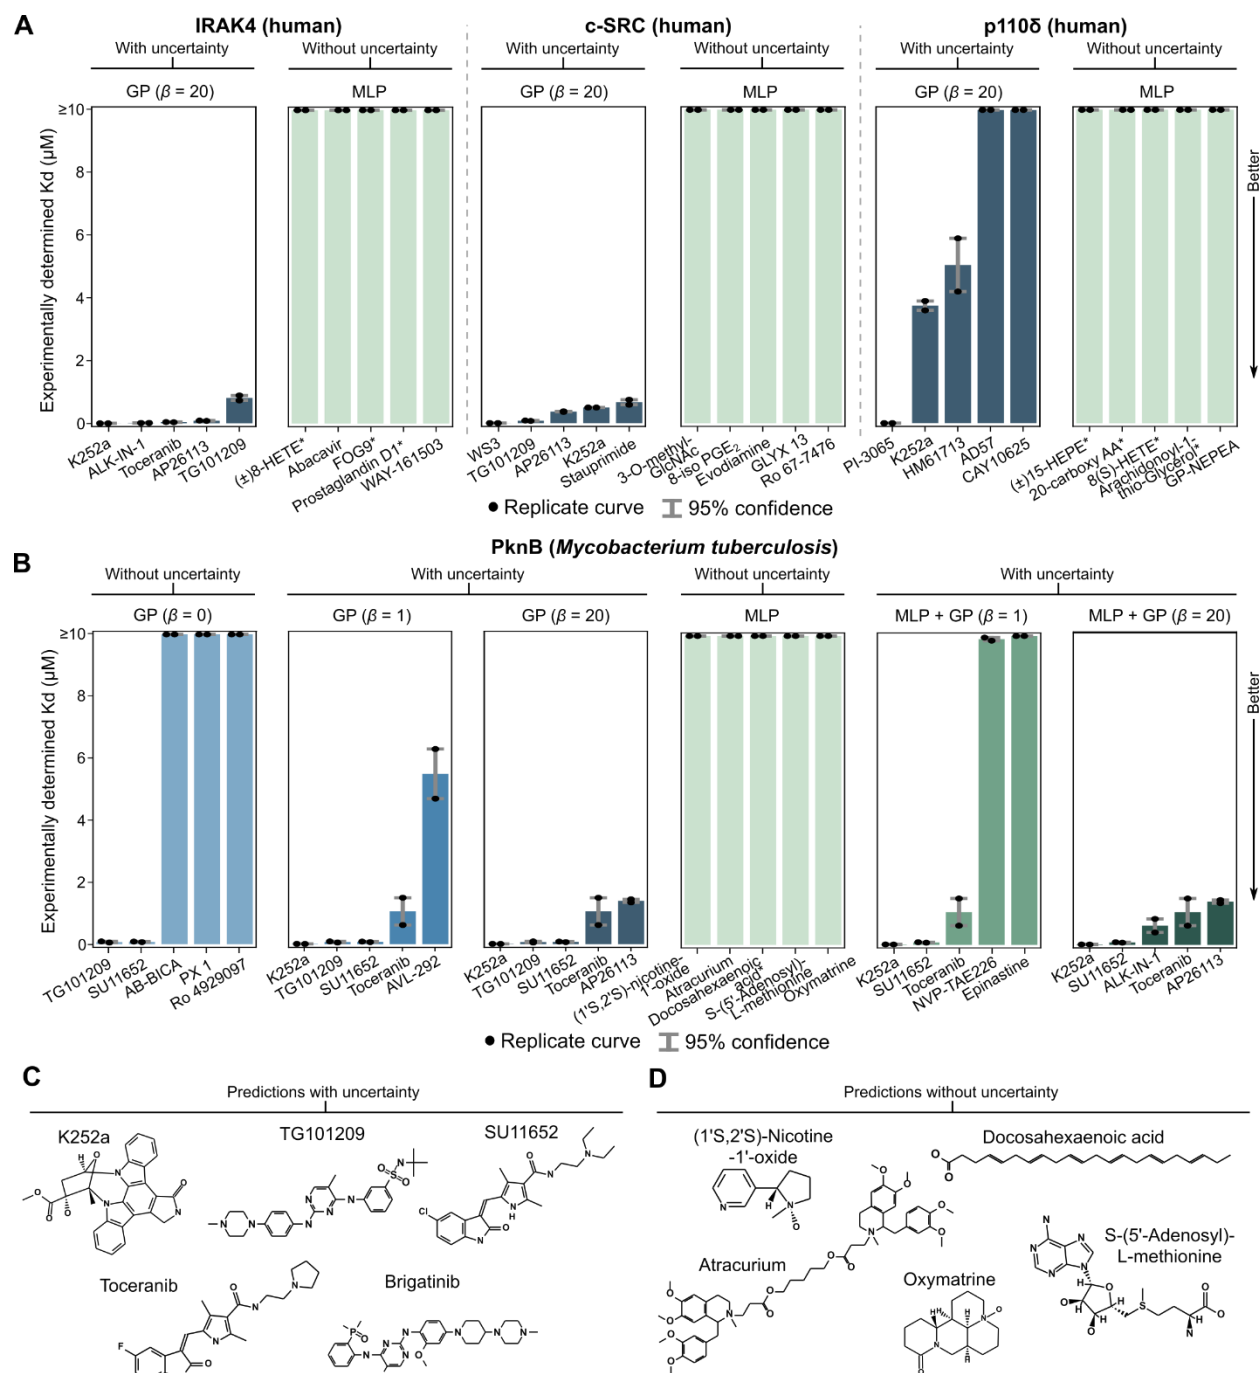 A
IRAK4 (human)
c-SRC (human)
p110δ (human)
With uncertainty
Without uncertainty
With uncertainty
Without uncertainty
With uncertainty
Without uncertainty
GP (β = 20)
MLP
GP (β = 20)
MLP
GP (β = 20)
MLP
Experimentally determined Kd (μM)
≥10
8
6
4
2
0
Better
K252a
ALK-IN-1
Toceranib
AP26113
TG101209
(±)8-HETE*
Abacavir
FOG9*
Prostaglandin D1*
WAY-161503
WS3
TG101209
AP26113
K252a
Stauprimide
3-O-methyl-
GlcNAc
8-iso PGE2
Evodiamine
GLYX 13
Ro 67-7476
PI-3065
K252a
HM61713
AD57
CAY10625
(±)15-HEPE*
20-carboxy AA*
8(S)-HETE*
Arachidonoyl-1-
thio-Glycerol*
GP-NEPEA
Replicate curve
95% confidence
B
PknB (Mycobacterium tuberculosis)
Without uncertainty
With uncertainty
Without uncertainty
With uncertainty
GP (β = 0)
GP (β = 1)
GP (β = 20)
MLP
MLP + GP (β = 1)
MLP + GP (β = 20)
Experimentally determined Kd (μM)
≥10
8
6
4
2
0
Better
TG101209
SU11652
AB-BICA
PX 1
Ro 4929097
K252a
TG101209
SU11652
Toceranib
AVL-292
K252a
TG101209
SU11652
Toceranib
AP26113
(1'S,2'S)-nicotine-
1'-oxide
Atracurium
Docosahexaenoic
acid*
S-(5'-Adenosyl)-
L-methionine
Oxymatrine
K252a
SU11652
Toceranib
NVP-TAE226
Epinastine
K252a
SU11652
ALK-IN-1
Toceranib
AP26113
Replicate curve
95% confidence
C
Predictions with uncertainty
K252a
TG101209
SU11652
Toceranib
Brigatinib
D
Predictions without uncertainty
(1'S,2'S)-Nicotine
-1'-oxide
Docosahexaenoic acid
Atracurium
Oxymatrine
S-(5'-Adenosyl)-
L-methionine